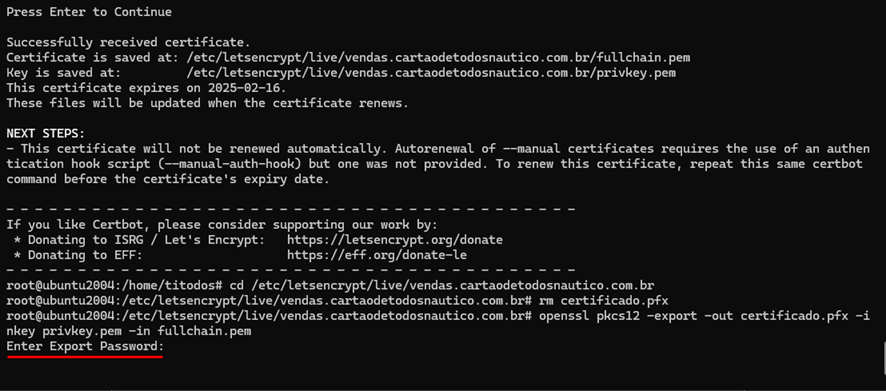 Press Enter to Continue
Successfully received certificate.
Certificate is saved at: /etc/letsencrypt/live/vendas.cartaodetodosnautico.com.br/fullchain.pem
Key is saved at:         /etc/letsencrypt/live/vendas.cartaodetodosnautico.com.br/privkey.pem
This certificate expires on 2025-02-16.
These files will be updated when the certificate renews.
NEXT STEPS:
- This certificate will not be renewed automatically. Autorenewal of --manual certificates requires the use of an authen
tication hook script (--manual-auth-hook) but one was not provided. To renew this certificate, repeat this same certbot
command before the certificate's expiry date.
- - - - - - - - - - - - - - - - - - - - - - - - - - - - - - - - - - - - - - - -
If you like Certbot, please consider supporting our work by:
 * Donating to ISRG / Let's Encrypt:   https://letsencrypt.org/donate
 * Donating to EFF:                    https://eff.org/donate-le
- - - - - - - - - - - - - - - - - - - - - - - - - - - - - - - - - - - - - - - -
root@ubuntu2004:/home/titodos# cd /etc/letsencrypt/live/vendas.cartaodetodosnautico.com.br
root@ubuntu2004:/etc/letsencrypt/live/vendas.cartaodetodosnautico.com.br# rm certificado.pfx
root@ubuntu2004:/etc/letsencrypt/live/vendas.cartaodetodosnautico.com.br# openssl pkcs12 -export -out certificado.pfx -i
nkey privkey.pem -in fullchain.pem
Enter Export Password: